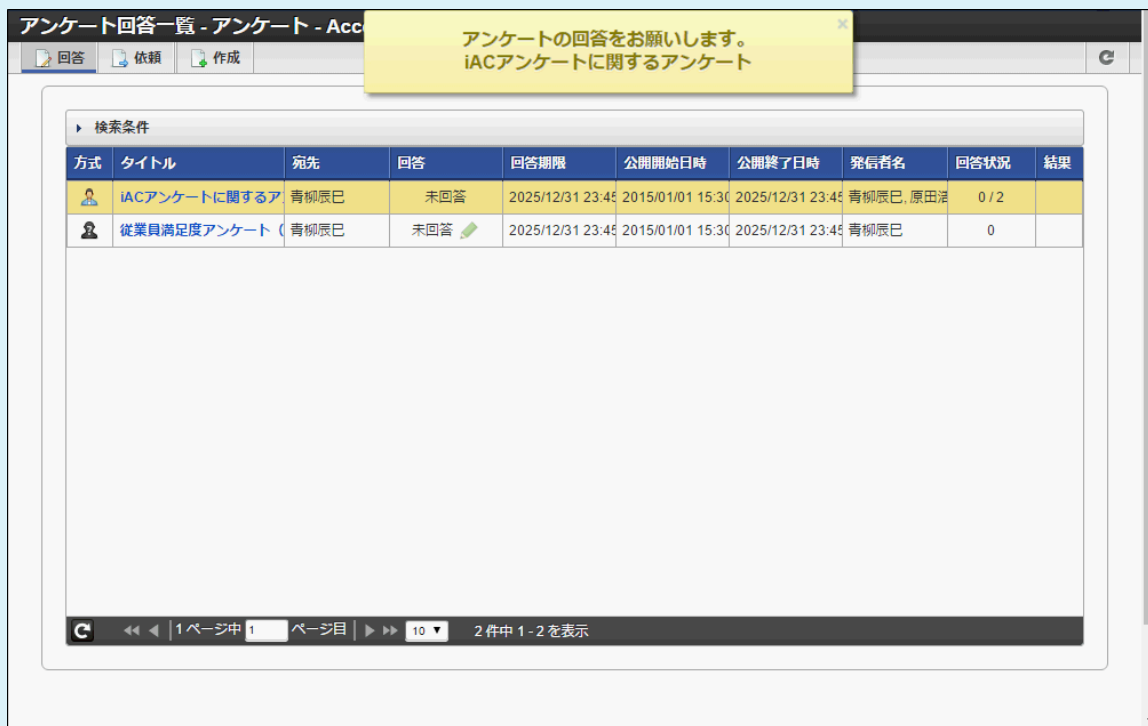 アンケート回答一覧 - アンケート - Acc
アンケートの回答をお願いします。
iACアンケートに関するアンケート
×
回答 依頼 作成
検索条件
方式 タイトル 宛先 回答 回答期限 公開開始日時 公開終了日時 発信者名 回答状況 結果
iACアンケートに関するア 青柳辰巳 未回答 2025/12/31 23:45 2015/01/01 15:30 2025/12/31 23:45 青柳辰巳, 原田浩 0 / 2
従業員満足度アンケート ( 青柳辰巳 未回答 2025/12/31 23:45 2015/01/01 15:30 2025/12/31 23:45 青柳辰巳 0
1 ページ中 1 ページ目 10 2 件中 1 - 2 を表示